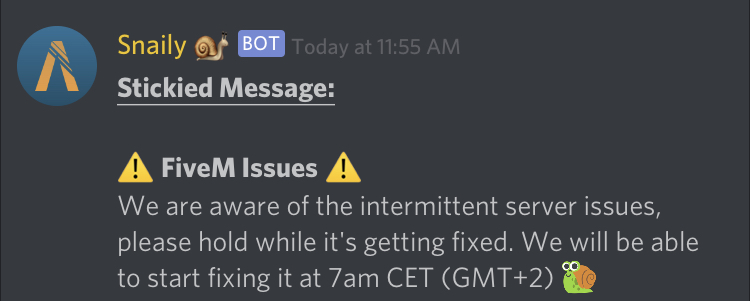 Snaily 🐌 BOT Today at 11:55 AM
Stickied Message:
⚠️ FiveM Issues ⚠️
We are aware of the intermittent server issues,
please hold while it's getting fixed. We will be able
to start fixing it at 7am CET (GMT+2)